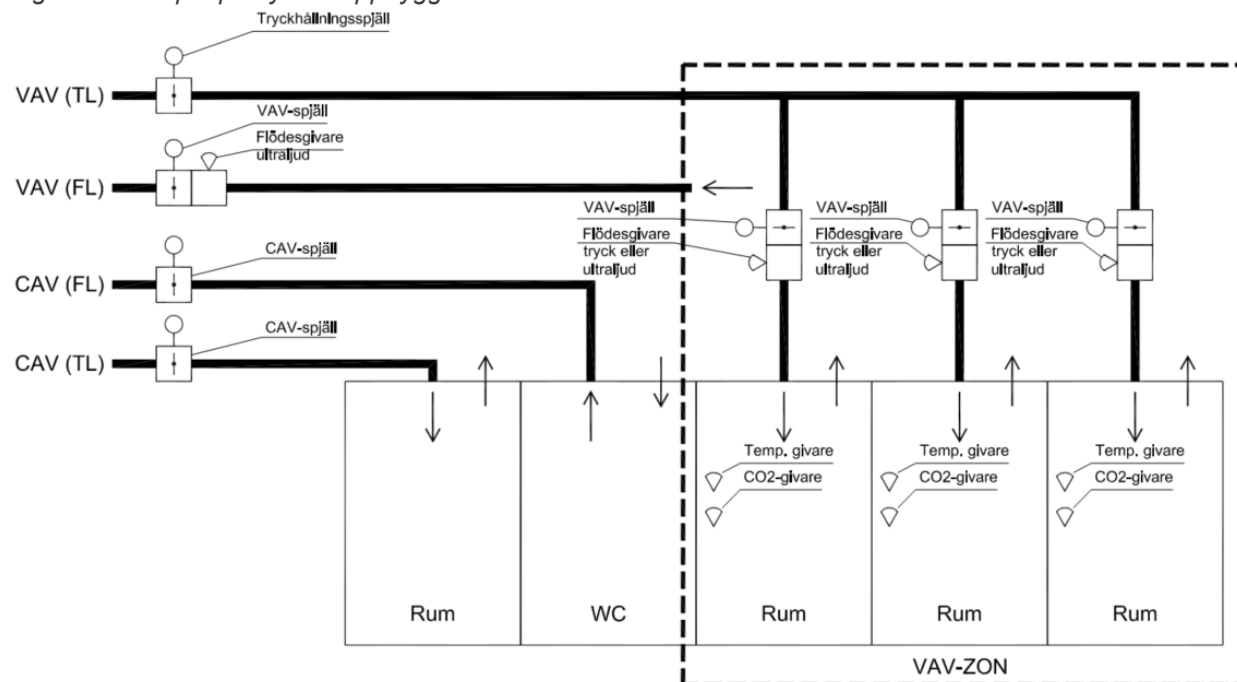 Tryckhållningsspjäll
VAV (TL)
VAV-spjäll
Flödesgivare
ultraljud
VAV (FL)
VAV-spjäll
Flödesgivare
tryck eller
ultraljud
VAV-spjäll
Flödesgivare
tryck eller
ultraljud
VAV-spjäll
Flödesgivare
tryck eller
ultraljud
CAV-spjäll
CAV (FL)
CAV-spjäll
CAV (TL)
Temp. givare
CO2-givare
Temp. givare
CO2-givare
Temp. givare
CO2-givare
Rum
WC
Rum
Rum
Rum
VAV-ZON